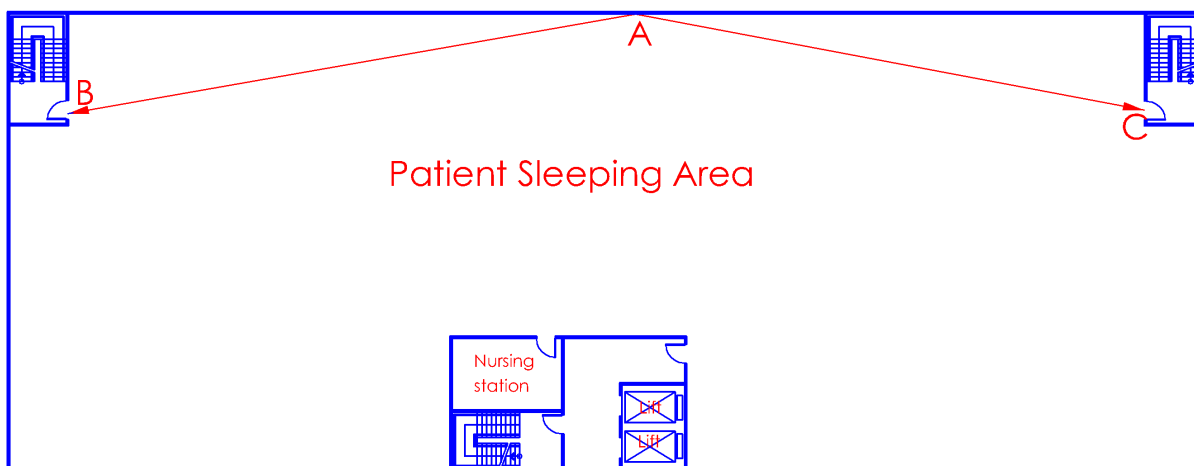 A
B
C
Patient Sleeping Area
Nursing
station
Lift
Lift